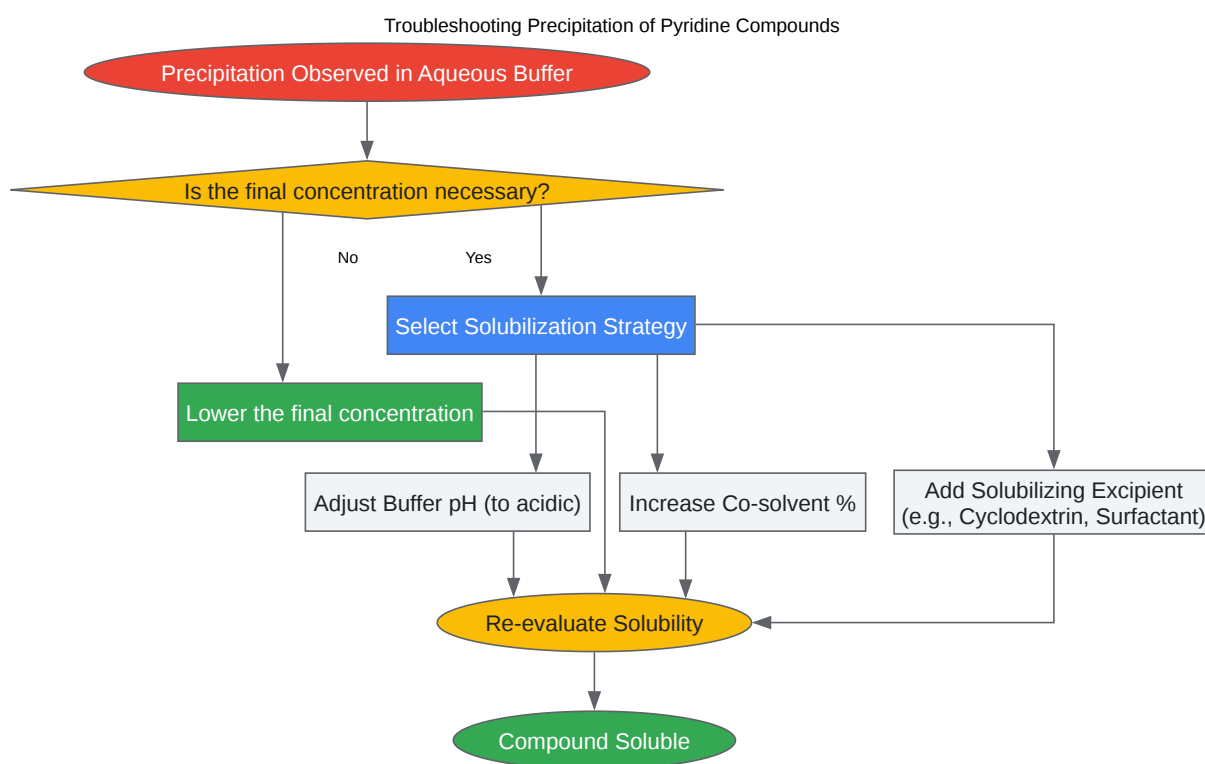 Troubleshooting Precipitation of Pyridine Compounds
Precipitation Observed in Aqueous Buffer
Is the final concentration necessary?
No
Yes
Select Solubilization Strategy
Lower the final concentration
Adjust Buffer pH (to acidic)
Increase Co-solvent %
Add Solubilizing Excipient
(e.g., Cyclodextrin, Surfactant)
Re-evaluate Solubility
Compound Soluble